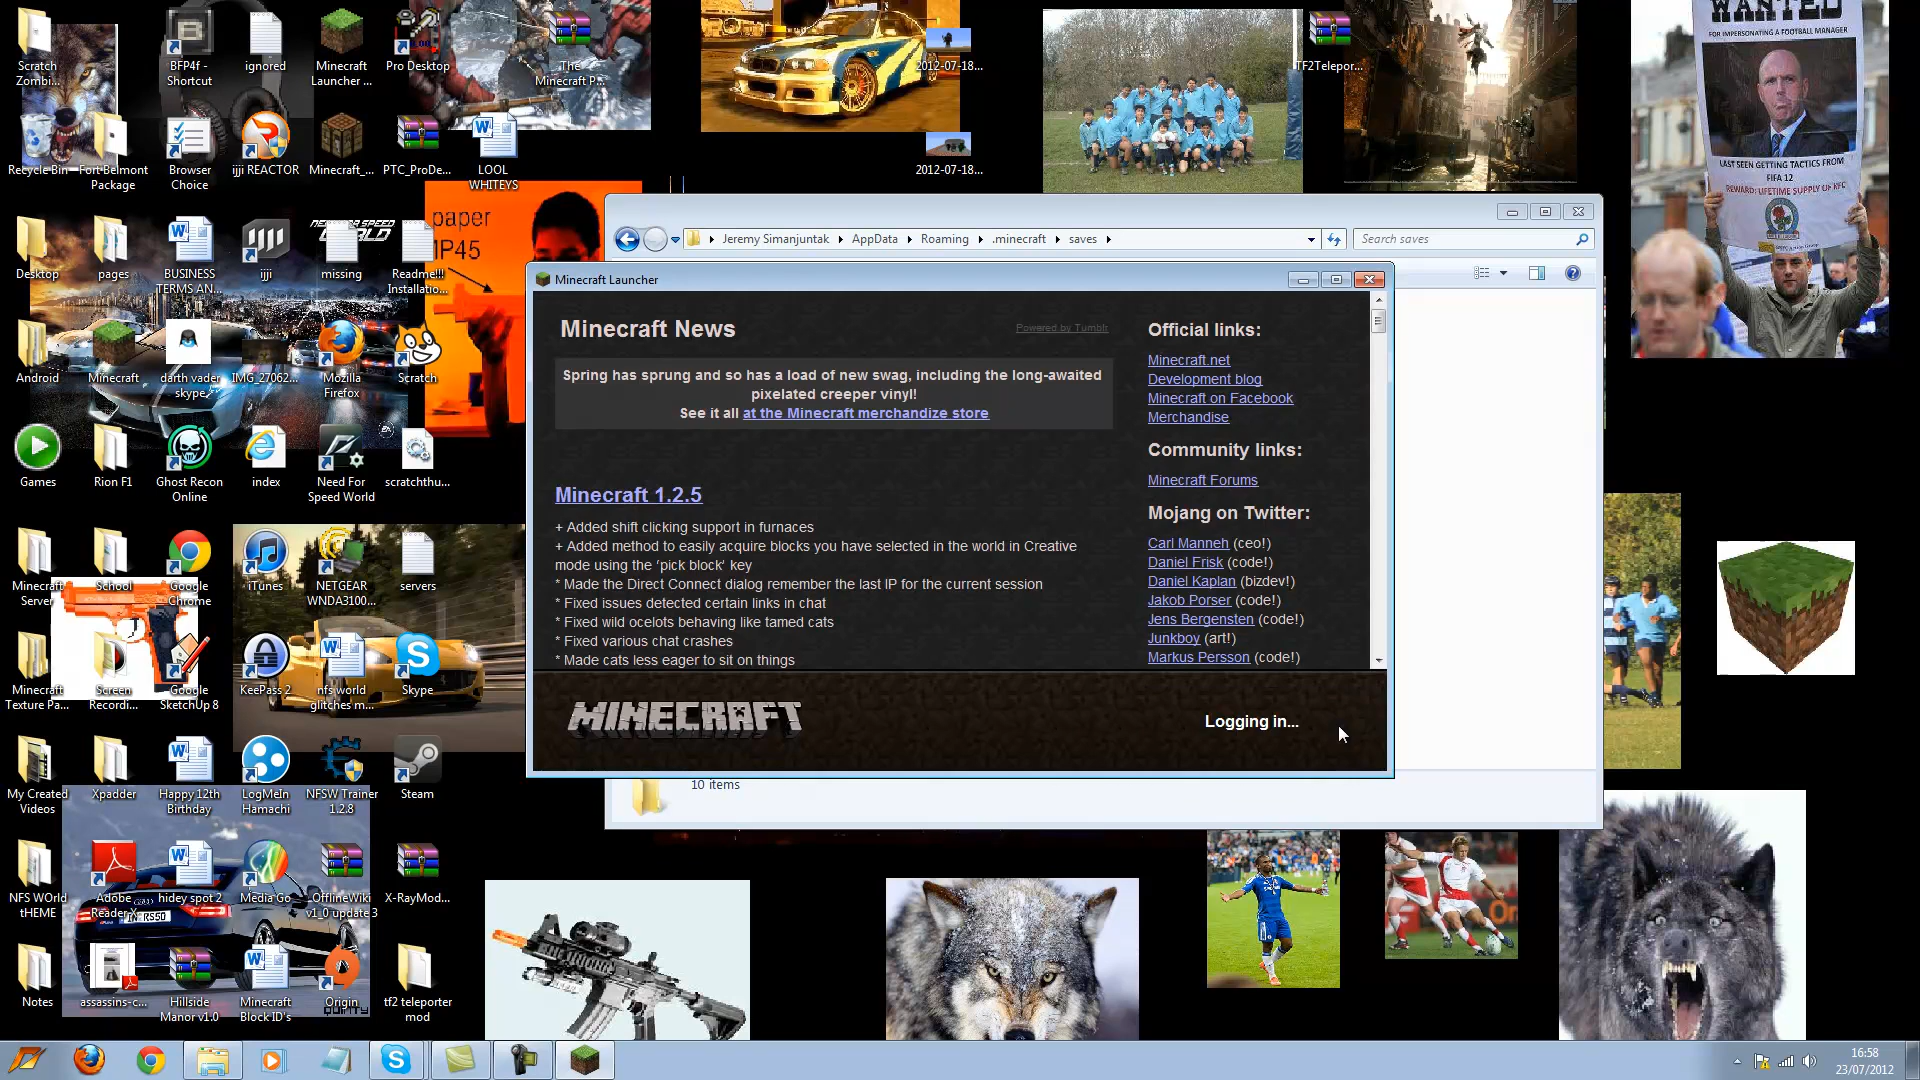 Scratch Zombi...
BFP4f - Shortcut
ignored
Minecraft Launcher ...
Pro Desktop
The Minecraft P...
2012-07-18...
TF2Telepor...
WANTED
FOR IMPERSONATING A FOOTBALL MANAGER
LAST SEEN GETTING TACTICS FROM
FIFA 12
REWARD: LIFETIME SUPPLY OF KFC
Recycle Bin
Fort Belmont Package
Browser Choice
ijji REACTOR
Minecraft_...
PTC_ProDe...
LOOL WHITEYS
2012-07-18...
paper
MP45
Desktop
pages
BUSINESS TERMS AN...
ijji
missing
Readme!!! Installatio...
Android
Minecraft
darth vader skype
IMG_27062...
Mozilla Firefox
Scratch
Games
Rion F1
Ghost Recon Online
index
Need For Speed World
scratchthu...
Minecraft Server
School
Google Chrome
iTunes
NETGEAR WNDA3100...
servers
Minecraft Texture Pa...
Screen Recordi...
Google SketchUp 8
KeePass 2
nfs world glitches m...
Skype
My Created Videos
Xpadder
Happy 12th Birthday
LogMeIn Hamachi
NFSW Trainer 1.2.8
Steam
NFS WOrld tHEME
Adobe Reader X
hidey spot 2
Media Go
OfflineWiki v1_0 update 3
X-RayMod...
Notes
assassins-c...
Hillside Manor v1.0
Minecraft Block ID's
Origin
tf2 teleporter mod
Jeremy Simanjuntak
AppData
Roaming
.minecraft
saves
Search saves
Minecraft Launcher
Minecraft News
Powered by Tumblr
Spring has sprung and so has a load of new swag, including the long-awaited
pixelated creeper vinyl!
See it all at the Minecraft merchandize store
Minecraft 1.2.5
+ Added shift clicking support in furnaces
+ Added method to easily acquire blocks you have selected in the world in Creative
mode using the 'pick block' key
* Made the Direct Connect dialog remember the last IP for the current session
* Fixed issues detected certain links in chat
* Fixed wild ocelots behaving like tamed cats
* Fixed various chat crashes
* Made cats less eager to sit on things
Official links:
Minecraft.net
Development blog
Minecraft on Facebook
Merchandise
Community links:
Minecraft Forums
Mojang on Twitter:
Carl Manneh (ceo!)
Daniel Frisk (code!)
Daniel Kaplan (bizdev!)
Jakob Porser (code!)
Jens Bergensten (code!)
Junkboy (art!)
Markus Persson (code!)
MINECRAFT
Logging in...
10 items
16:58
23/07/2012